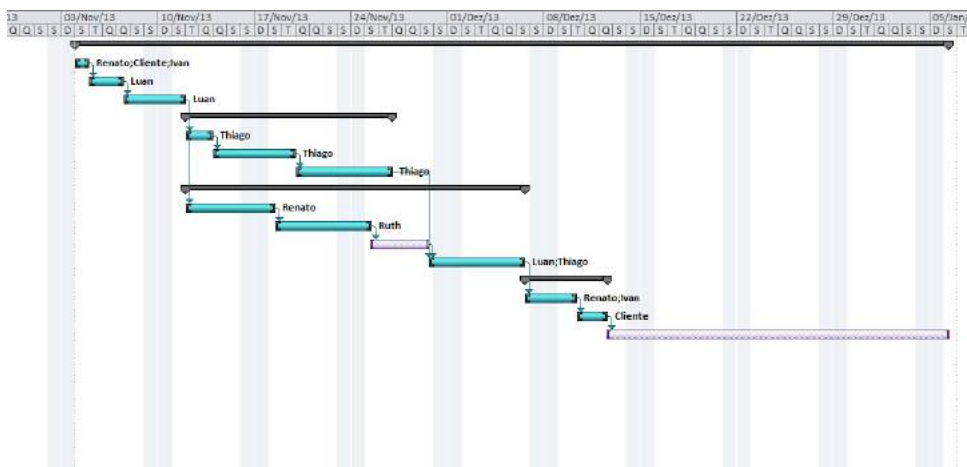 13 03/Nov/13 10/Nov/13 17/Nov/13 24/Nov/13 01/Dez/13 08/Dez/13 15/Dez/13 22/Dez/13 29/Dez/13 05/Jan/
Q Q S S D S T Q Q S S D S T Q Q S S D S T Q Q S S D S T Q Q S S D S T Q Q S S D S T Q Q S S D S T Q Q S S D S T Q Q S S D S T Q Q S S D S T
Renato;Cliente;Ivan
Luan
Luan
Thiago
Thiago
Thiago
Renato
Ruth
Luan;Thiago
Renato;Ivan
Cliente